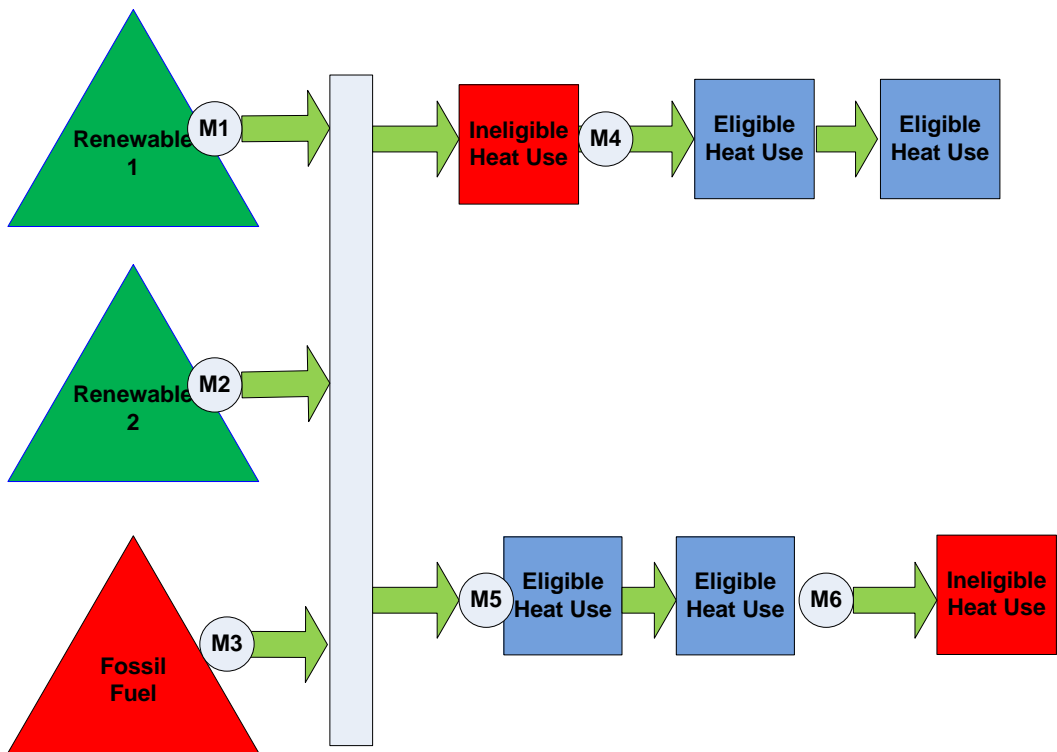 Renewable
1
M1
Ineligible
Heat Use
M4
Eligible
Heat Use
Eligible
Heat Use
Renewable
2
M2
Fossil
Fuel
M3
M5
Eligible
Heat Use
Eligible
Heat Use
M6
Ineligible
Heat Use